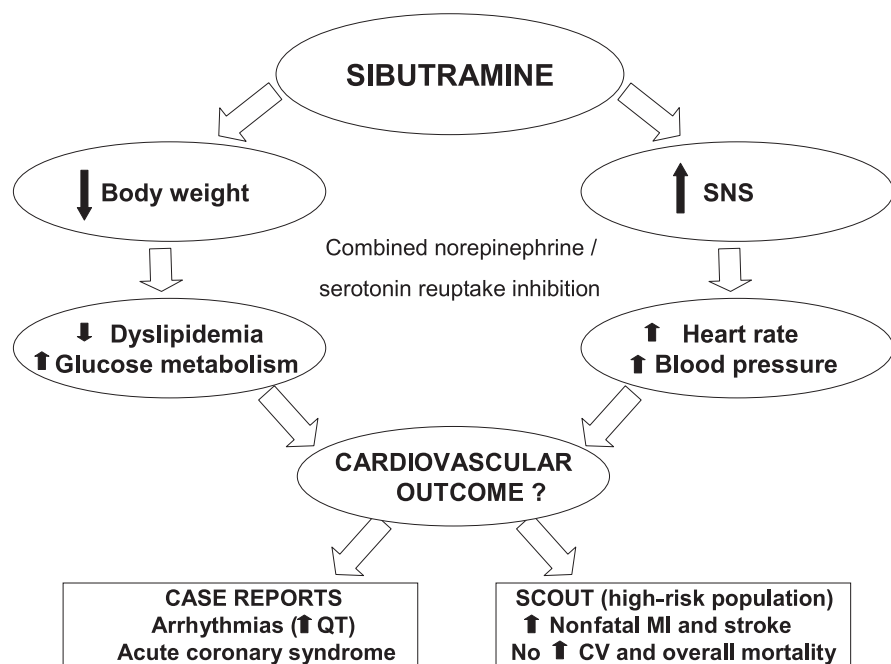 SIBUTRAMINE
↓ Body weight
↑ SNS
Combined norepinephrine /
serotonin reuptake inhibition
↓ Dyslipidemia
↑ Glucose metabolism
↑ Heart rate
↑ Blood pressure
CARDIOVASCULAR
OUTCOME ?
CASE REPORTS
Arrhythmias (↑ QT)
Acute coronary syndrome
SCOUT (high-risk population)
↑ Nonfatal MI and stroke
No ↑ CV and overall mortality